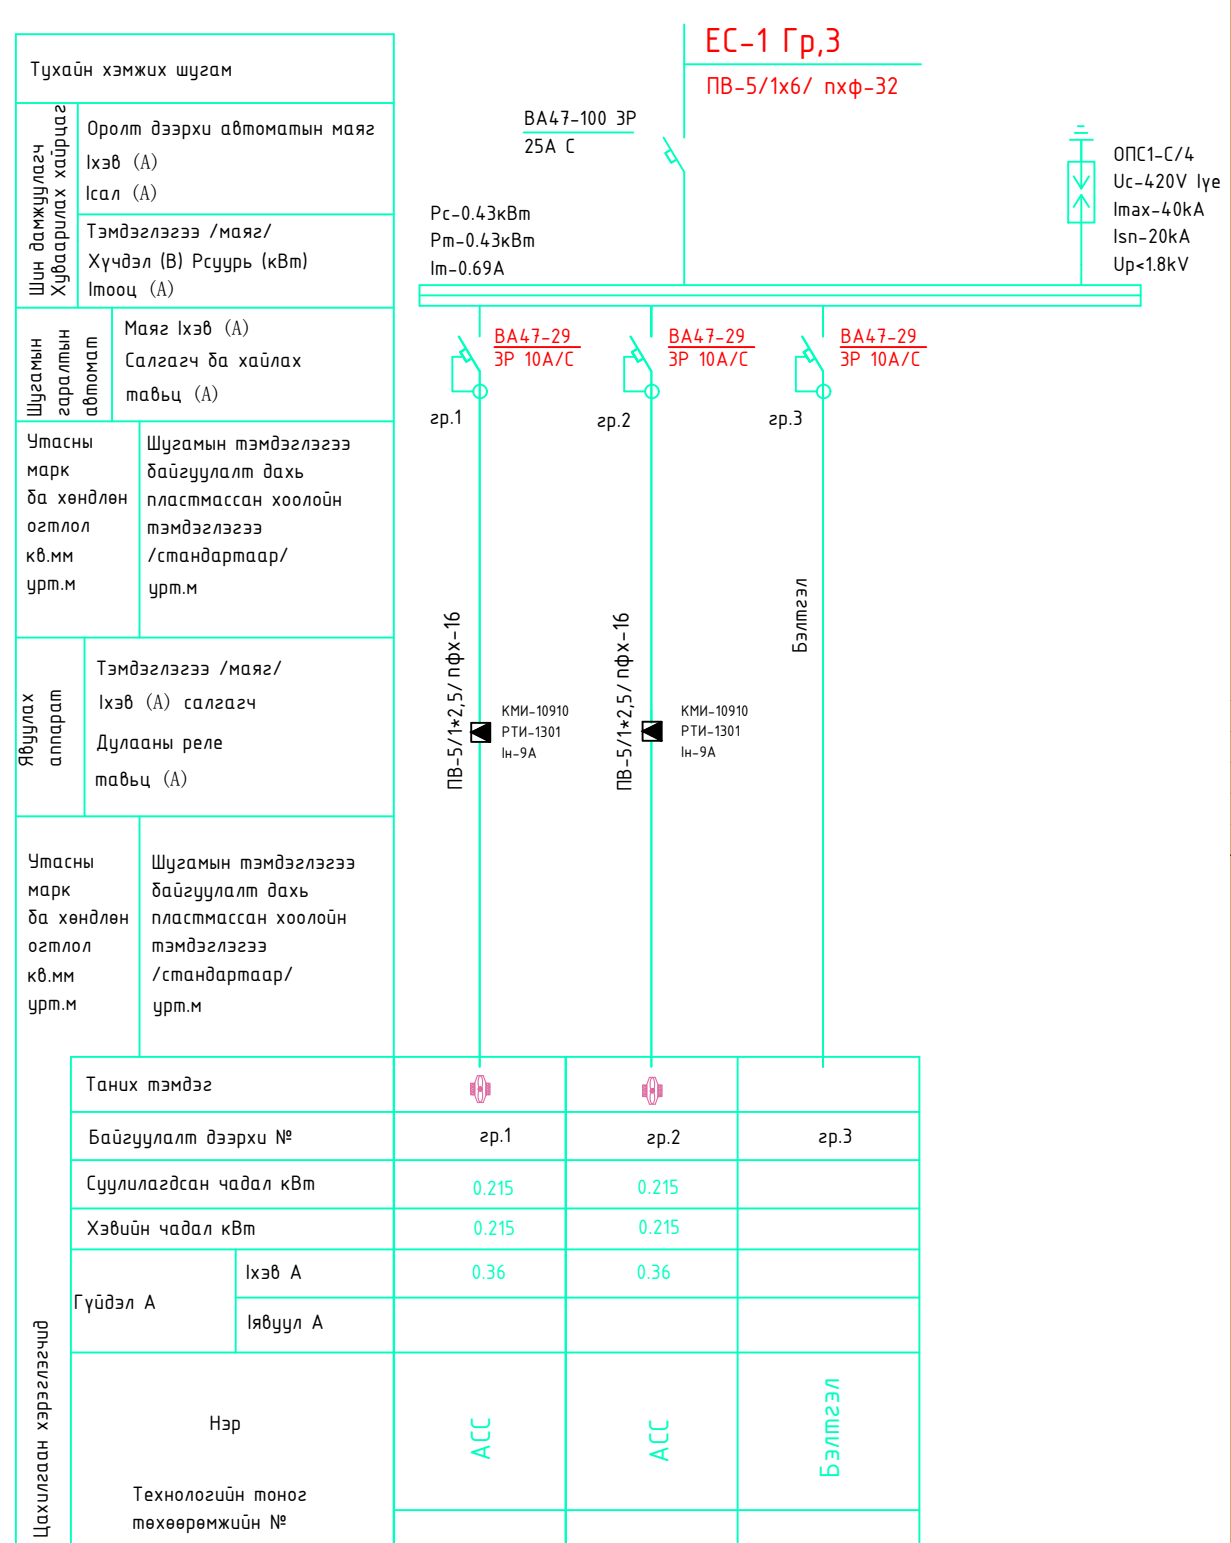 ЕС-1 Гр,3
ПВ-5/1х6/ пхф-32
ВА47-100 3Р
25А С
ОПС1-С/4
Uc-420V Iүе
Imax-40kA
Isn-20kA
Up<1.8kV
Рс-0.43кВт
Рт-0.43кВт
Iт-0.69А
ВА47-29
3Р 10А/С
ВА47-29
3Р 10А/С
ВА47-29
3Р 10А/С
гр.1
гр.2
гр.3
ПВ-5/1*2,5/ пфх-16
ПВ-5/1*2,5/ пфх-16
Бэлтгэл
КМИ-10910
РТИ-1301
Iн-9А
КМИ-10910
РТИ-1301
Iн-9А
Тухайн хэмжих шугам
Шин дамжуулагч
Хуваарилах хайрцаг
Оролт дээрхи автоматын маяг
Iхэв (А)
Iсал (А)
Тэмдэглэгээ /маяг/
Хүчдэл (В) Рсуурь (кВт)
Iтооц (А)
Шугамын
гаралтын
автомат
Маяг Iхэв (А)
Салгагч ба хайлах
тавьц (А)
Утасны
марк
ба хөндлөн
огтлол
кв.мм
урт.м
Шугамын тэмдэглэгээ
байгуулалт дахь
пластмассан хоолойн
тэмдэглэгээ
/стандартаар/
урт.м
Явуулах
аппарат
Тэмдэглэгээ /маяг/
Iхэв (А) салгагч
Дулааны реле
тавьц (А)
Утасны
марк
ба хөндлөн
огтлол
кв.мм
урт.м
Шугамын тэмдэглэгээ
байгуулалт дахь
пластмассан хоолойн
тэмдэглэгээ
/стандартаар/
урт.м
Цахилгаан хэрэглэгчид
Таних тэмдэг
Байгуулалт дээрхи № гр.1 гр.2 гр.3
Суулилагдсан чадал кВт 0.215 0.215
Хэвийн чадал кВт 0.215 0.215
Гүйдэл А
Iхэв А 0.36 0.36
Iявуул А
Нэр АСС АСС Бэлтгэл
Технологийн тоног
төхөөрөмжийн №